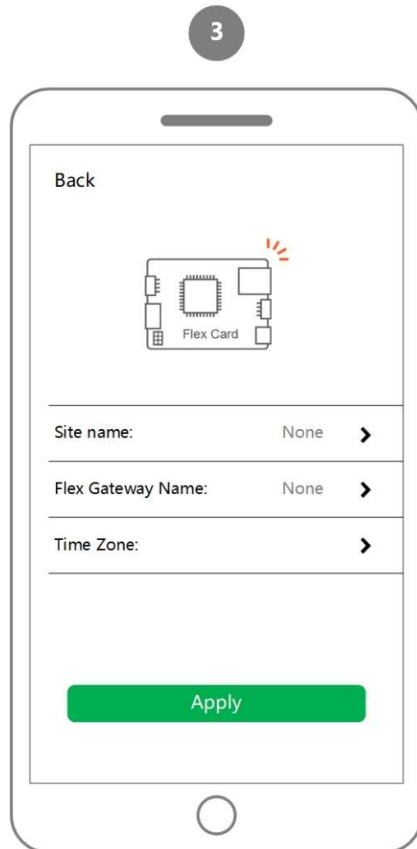 3
Back
Flex Card
Site name: None
Flex Gateway Name: None
Time Zone:
Apply